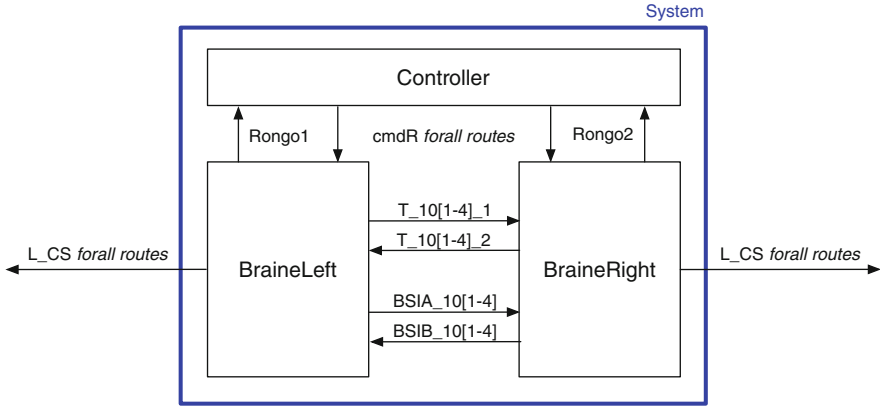 System
Controller
Rongo1
cmdR forall routes
Rongo2
T_10[1-4]_1
T_10[1-4]_2
L_CS forall routes
L_CS forall routes
BraineLeft
BraineRight
BSIA_10[1-4]
BSIB_10[1-4]